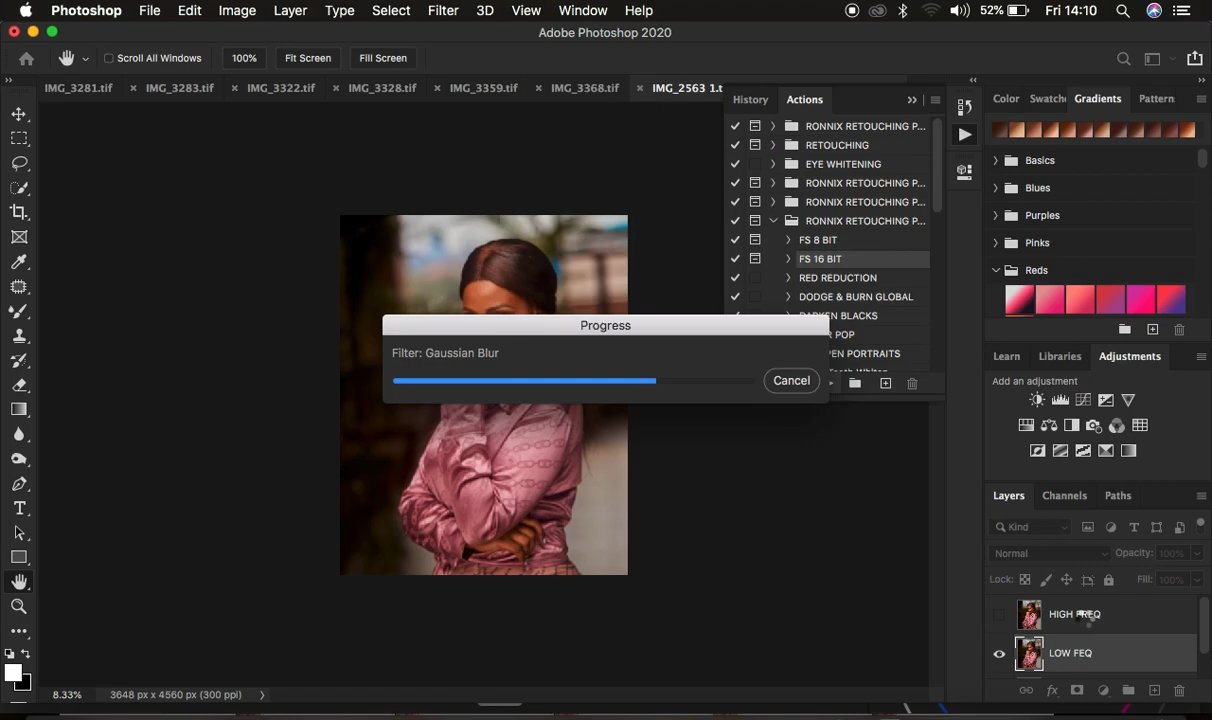 Photoshop File Edit Image Layer Type Select Filter 3D View Window Help 52% Fri 14:10
Adobe Photoshop 2020
Scroll All Windows 100% Fit Screen Fill Screen
IMG_3281.tif IMG_3283.tif IMG_3322.tif IMG_3328.tif IMG_3359.tif IMG_3368.tif IMG_2563 1.t
History Actions
RONNIX RETOUCHING P...
RETOUCHING
EYE WHITENING
RONNIX RETOUCHING P...
RONNIX RETOUCHING P...
RONNIX RETOUCHING P...
FS 8 BIT
FS 16 BIT
RED REDUCTION
DODGE & BURN GLOBAL
DARKEN BLACKS
POP
PEN PORTRAITS
Progress
Filter: Gaussian Blur
Cancel
Color Swatche Gradients Pattern
Basics
Blues
Purples
Pinks
Reds
Learn Libraries Adjustments
Add an adjustment
Layers Channels Paths
Kind
Normal Opacity: 100%
Lock: Fill: 100%
HIGH FREQ
LOW FEQ
8.33% 3648 px x 4560 px (300 ppi)